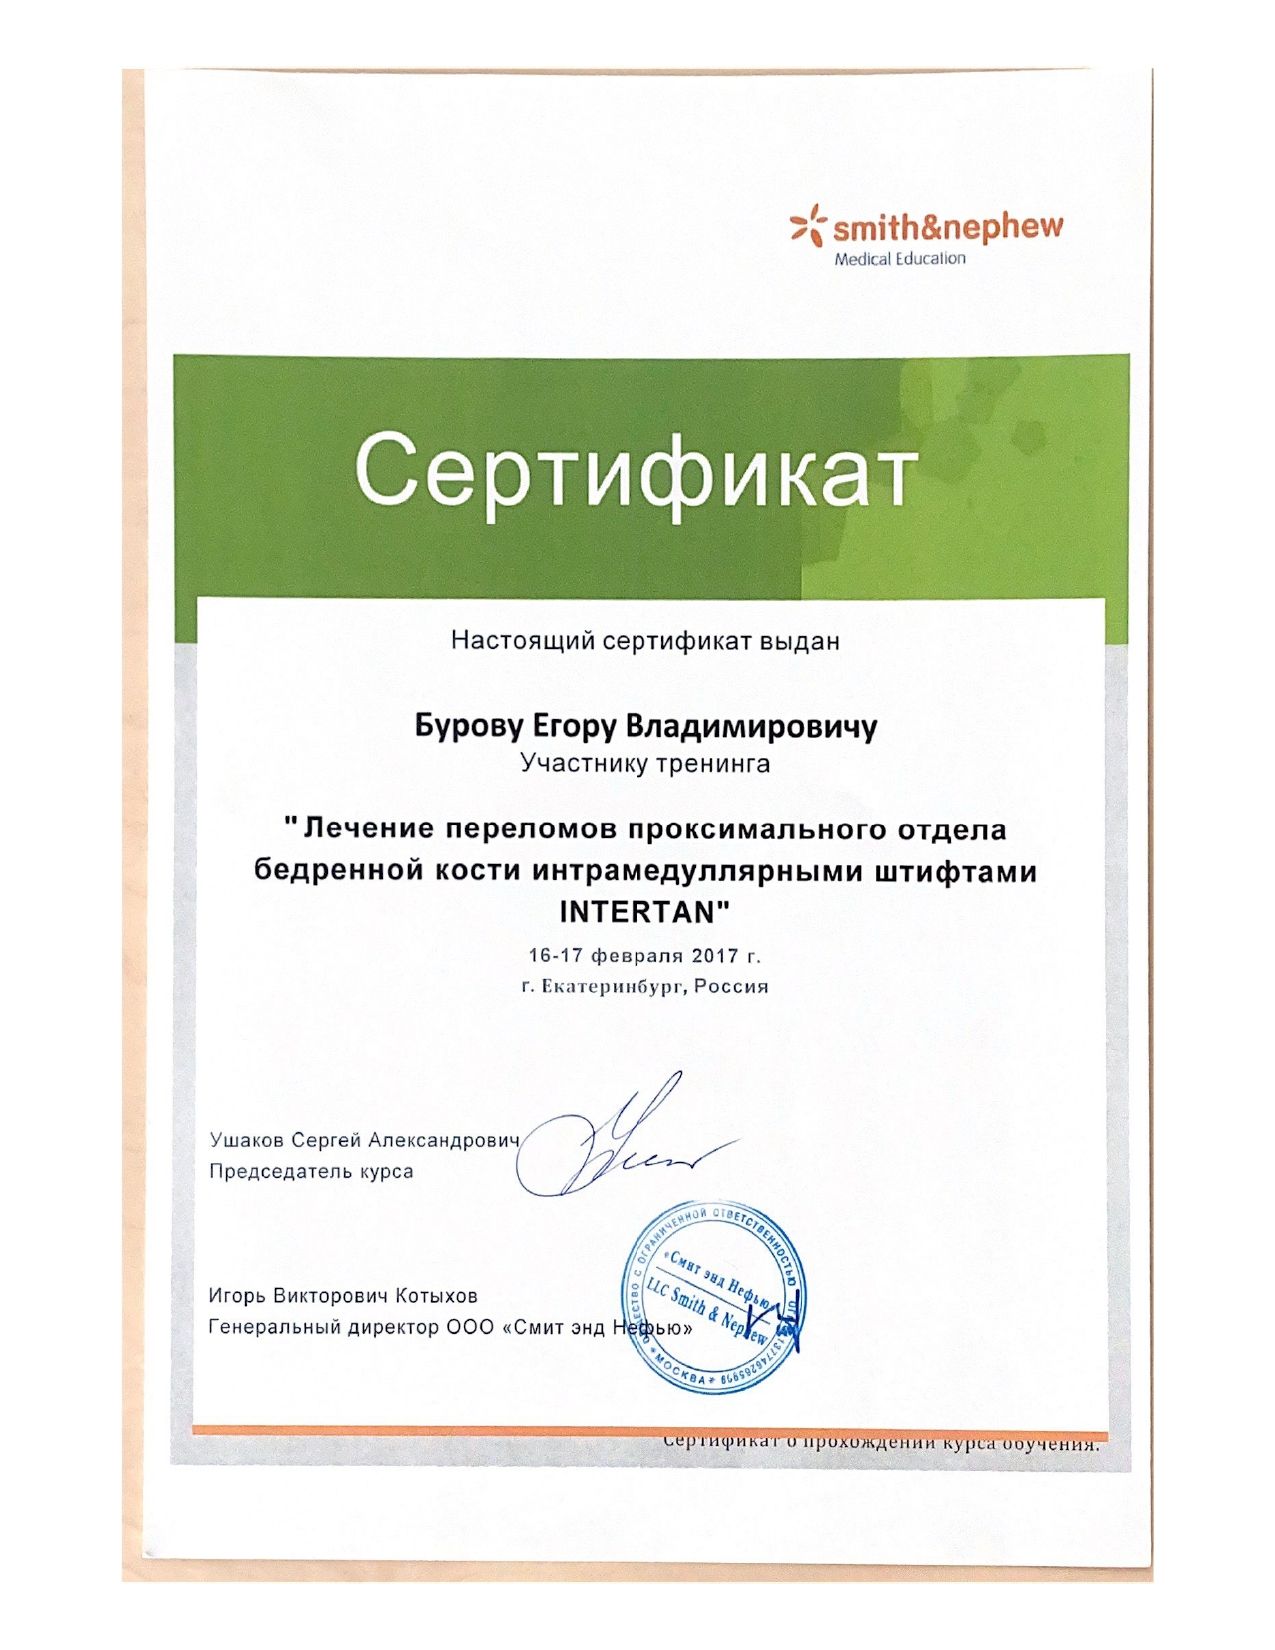 smith&nephew
Medical Education
Сертификат
Настоящий сертификат выдан
Бурову Егору Владимировичу
Участнику тренинга
"Лечение переломов проксимального отдела
бедренной кости интрамедуллярными штифтами
INTERTAN"
16-17 февраля 2017 г.
г. Екатеринбург, Россия
Ушаков Сергей Александрович
Председатель курса
ОБЩЕСТВО С ОГРАНИЧЕННОЙ ОТВЕТСТВЕННОСТЬЮ
«Смит энд Нефью»
LLC Smith & Nephew
* МОСКВА *
Игорь Викторович Котыхов
Генеральный директор ООО «Смит энд Нефью»
Сертификат о прохождении курса обучения.